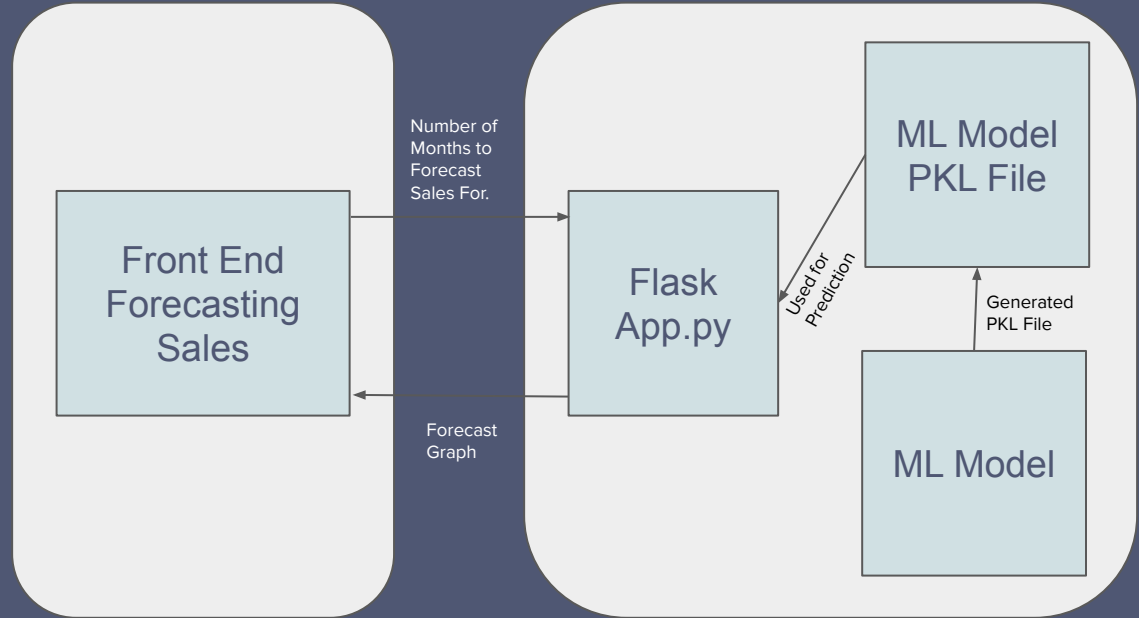 Front End
Forecasting
Sales
Number of
Months to
Forecast
Sales For.
Forecast
Graph
Flask
App.py
Used for
Prediction
ML Model
PKL File
Generated
PKL File
ML Model